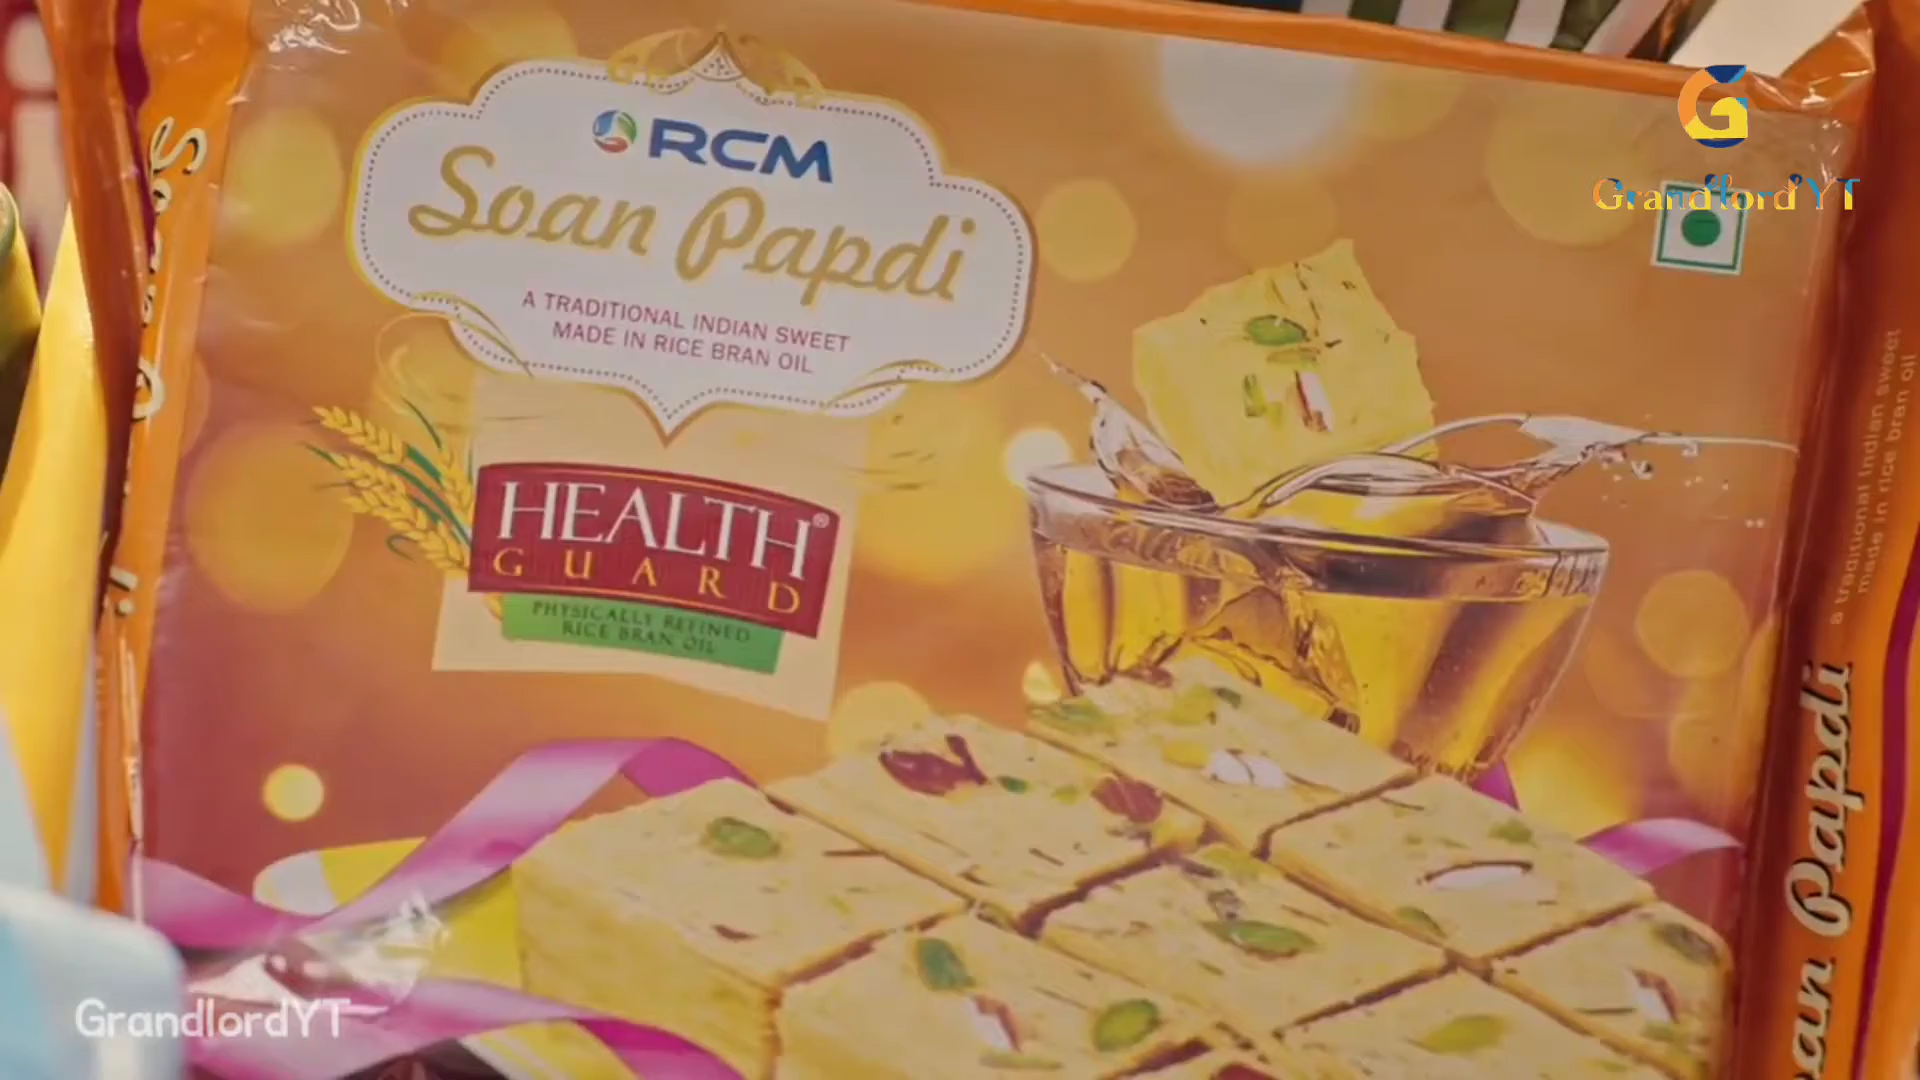 RCM
Soan Papdi
A TRADITIONAL INDIAN SWEET
MADE IN RICE BRAN OIL
HEALTH®
GUARD
PHYSICALLY REFINED
RICE BRAN OIL
G
GrandlordYT
a traditional indian sweet
made in rice bran oil
Papdi
GrandlordYT